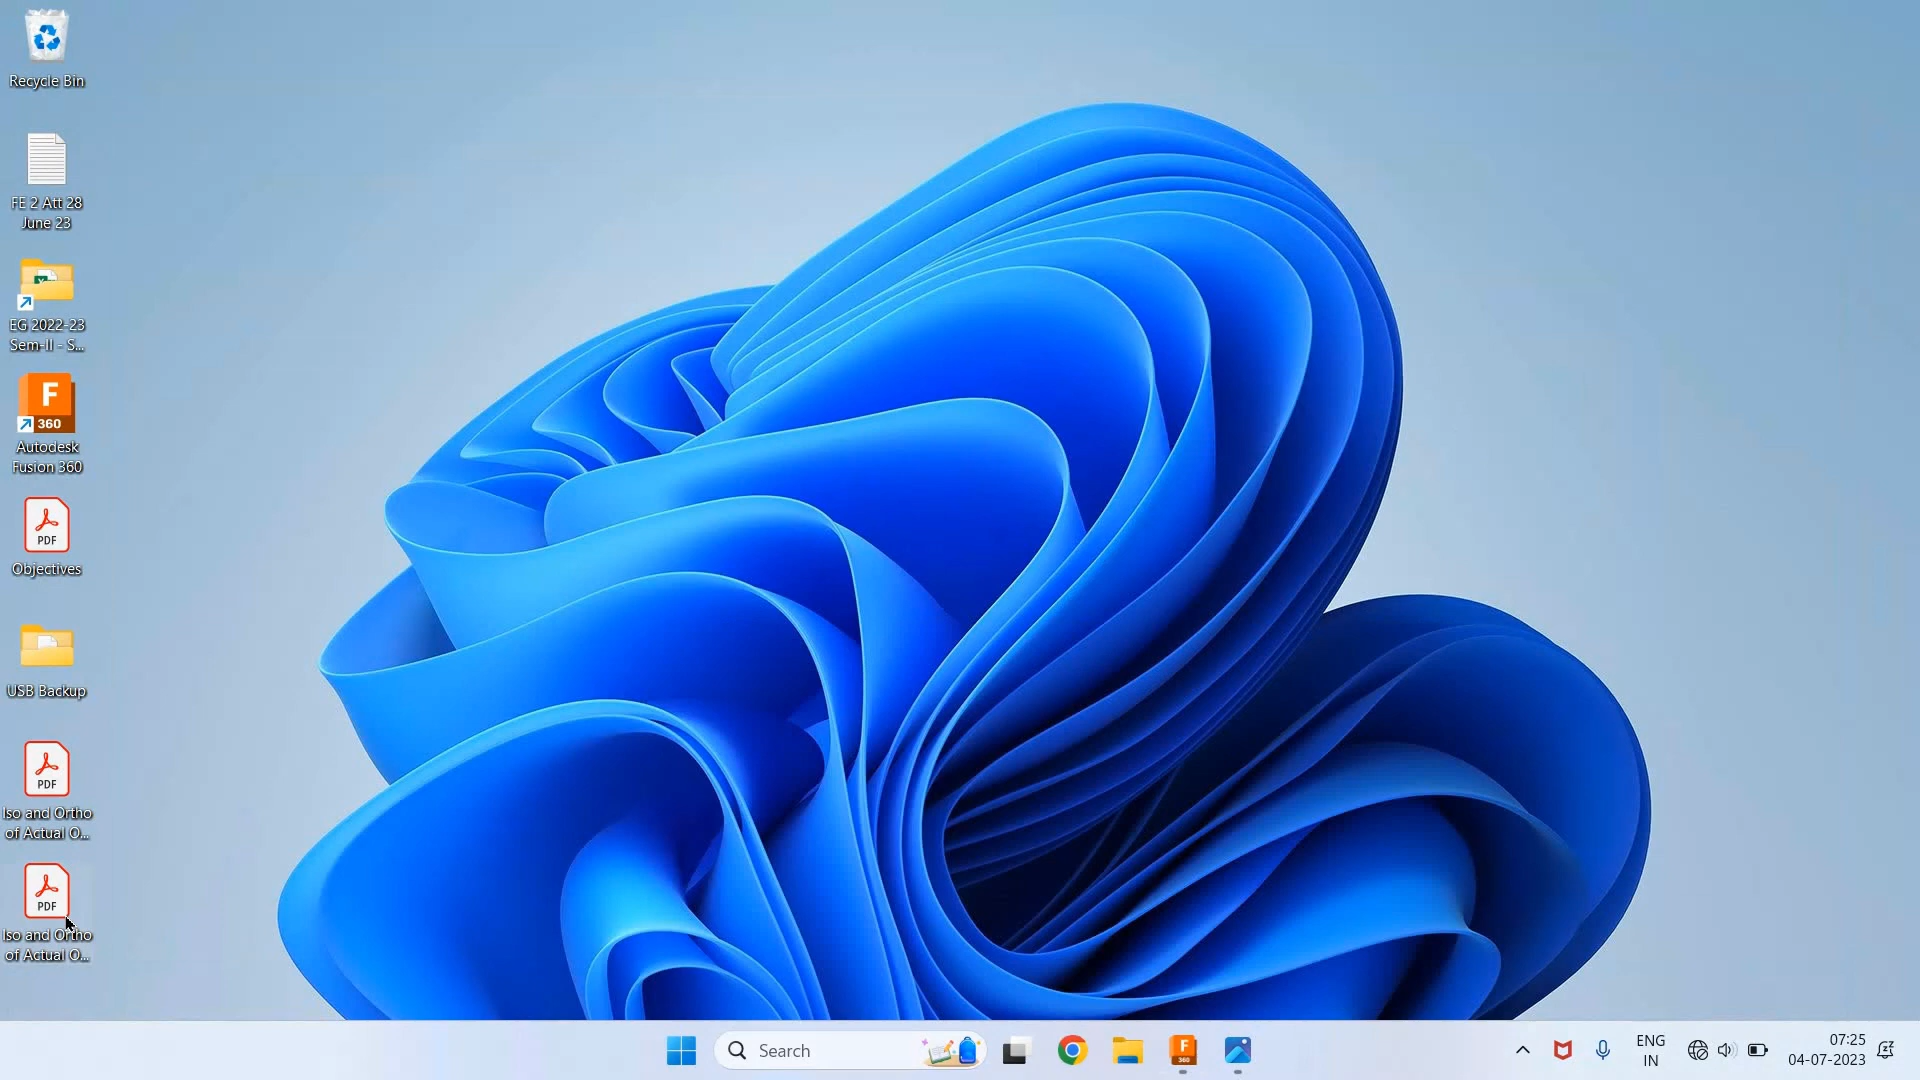 Recycle Bin
FE 2 Att 28
June 23
EG 2022-23
Sem-II - S...
F
360
Autodesk
Fusion 360
PDF
Objectives
USB Backup
PDF
Iso and Ortho
of Actual O...
PDF
Iso and Ortho
of Actual O...
Search
F
360
ENG
IN
07:25
04-07-2023